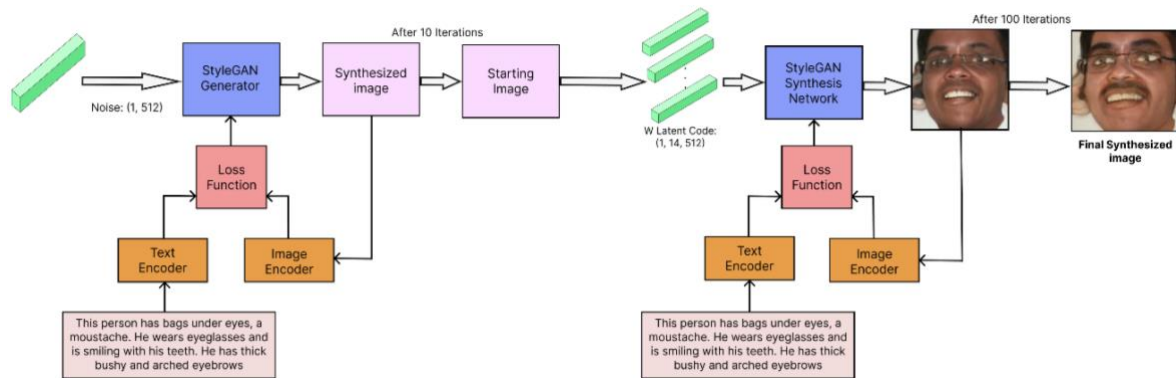 After 10 Iterations
After 100 Iterations
Noise: (1, 512)
StyleGAN
Generator
Synthesized
image
Starting
Image
W Latent Code:
(1, 14, 512)
StyleGAN
Synthesis
Network
Final Synthesized
image
Loss
Function
Text
Encoder
Image
Encoder
This person has bags under eyes, a
moustache. He wears eyeglasses and
is smiling with his teeth. He has thick
bushy and arched eyebrows
Loss
Function
Text
Encoder
Image
Encoder
This person has bags under eyes, a
moustache. He wears eyeglasses and
is smiling with his teeth. He has thick
bushy and arched eyebrows